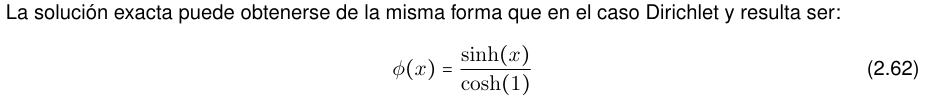 La solución exacta puede obtenerse de la misma forma que en el caso Dirichlet y resulta ser:
ϕ(x) = sinh(x) / cosh(1) (2.62)